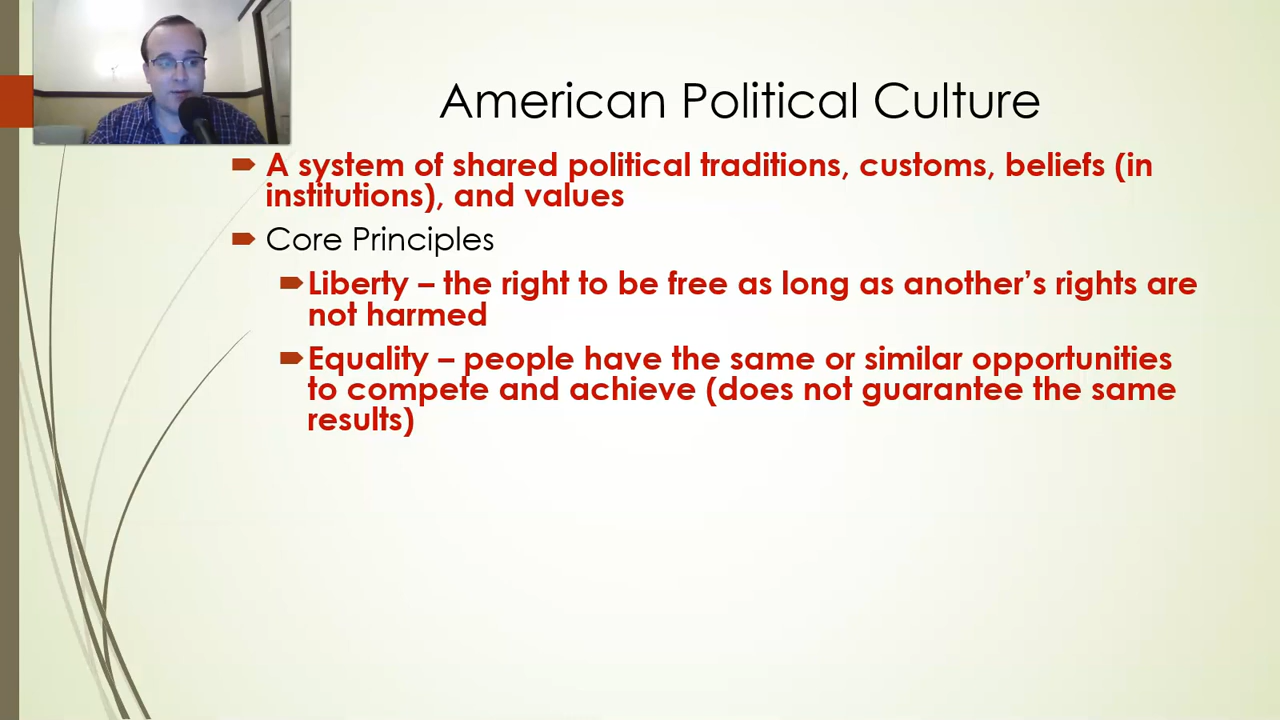 American Political Culture
A system of shared political traditions, customs, beliefs (in
institutions), and values
Core Principles
Liberty – the right to be free as long as another’s rights are
not harmed
Equality – people have the same or similar opportunities
to compete and achieve (does not guarantee the same
results)